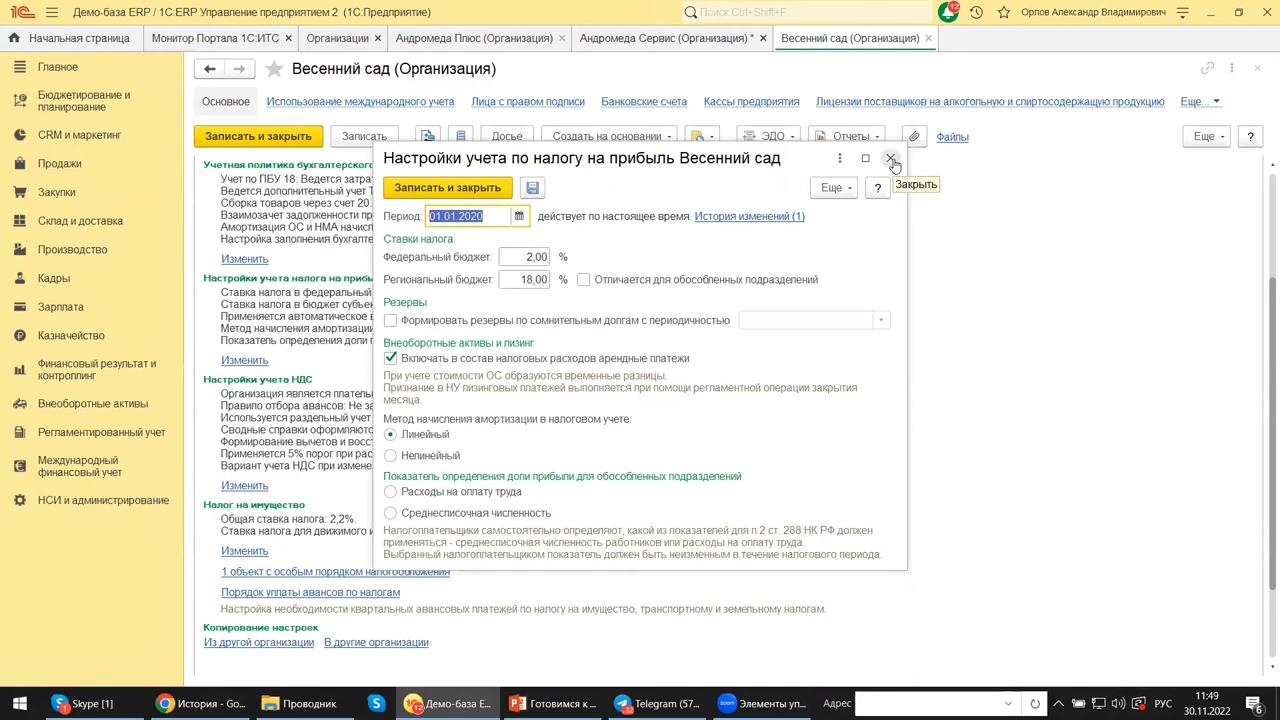 Демо-база ERP / 1С:ERP Управление предприятием 2 (1С:Предприятие)
Поиск Ctrl+Shift+F
12
Орлов Александр Владимирович
Начальная страница
Монитор Портала 1С:ИТС ×
Организации ×
Андромеда Плюс (Организация) ×
Андромеда Сервис (Организация) * ×
Весенний сад (Организация) ×
Главное
Бюджетирование и
планирование
CRM и маркетинг
Продажи
Закупки
Склад и доставка
Производство
Кадры
Зарплата
Казначейство
Финансовый результат и
контроллинг
Внеоборотные активы
Регламентированный учет
Международный
финансовый учет
НСИ и администрирование
Весенний сад (Организация)
Основное
Использование международного учета
Лица с правом подписи
Банковские счета
Кассы предприятия
Лицензии поставщиков на алкогольную и спиртосодержащую продукцию
Еще...
Записать и закрыть
Записать
Досье
Создать на основании
ЭДО
Отчеты
Файлы
Еще
?
Учетная политика бухгалтерского
Учет по ПБУ 18: Ведется затра
Ведется дополнительный учет Т
Сборка товаров через счет 20.
Взаимозачет задолженности пр
Амортизация ОС и НМА начисл
Настройка заполнения бухгалте
Изменить
Настройки учета налога на прибы
Ставка налога в федеральный
Ставка налога в бюджет субъек
Применяется автоматическое в
Метод начисления амортизации
Показатель определения доли п
Изменить
Настройки учета НДС
Организация является плательщ
Правило отбора авансов: Не за
Используется раздельный учет
Сводные справки оформляютс
Формирование вычетов и восст
Применяется 5% порог при рас
Вариант учета НДС при измене
Изменить
Налог на имущество
Общая ставка налога: 2,2%.
Ставка налога для движимого и
Изменить
1 объект с особым порядком налогообложения
Порядок уплаты авансов по налогам
Настройка необходимости квартальных авансовых платежей по налогу на имущество, транспортному и земельному налогам.
Копирование настроек
Из другой организации
В другие организации
Настройки учета по налогу на прибыль Весенний сад
Закрыть
Записать и закрыть
Еще
?
Период: 01.01.2020 действует по настоящее время. История изменений (1)
Ставки налога
Федеральный бюджет: 2,00 %
Региональный бюджет: 18,00 % Отличается для обособленных подразделений
Резервы
Формировать резервы по сомнительным долгам с периодичностью
Внеоборотные активы и лизинг
Включать в состав налоговых расходов арендные платежи
При учете стоимости ОС образуются временные разницы.
Признание в НУ лизинговых платежей выполняется при помощи регламентной операции закрытия
месяца.
Метод начисления амортизации в налоговом учете:
Линейный
Нелинейный
Показатель определения доли прибыли для обособленных подразделений
Расходы на оплату труда
Среднесписочная численность
Налогоплательщики самостоятельно определяют, какой из показателей для п.2 ст. 288 НК РФ должен
применяться - среднесписочная численность работников или расходы на оплату труда.
Выбранный налогоплательщиком показатель должен быть неизменным в течение налогового периода.
Skype [1]
История - Go...
Проводник
Демо-база E...
Готовимся к ...
Telegram (57...
Элементы уп...
Адрес
РУС
11:49
30.11.2022
6